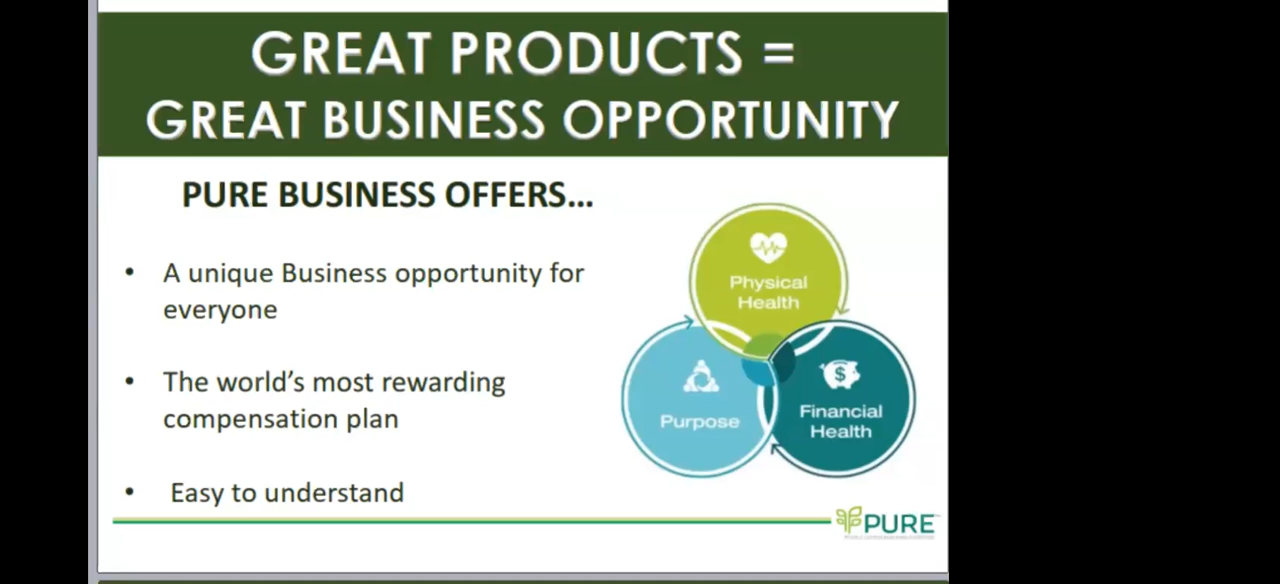 GREAT PRODUCTS =
GREAT BUSINESS OPPORTUNITY
PURE BUSINESS OFFERS...
• A unique Business opportunity for
everyone
• The world's most rewarding
compensation plan
• Easy to understand
Physical
Health
Purpose
Financial
Health
$
PURE